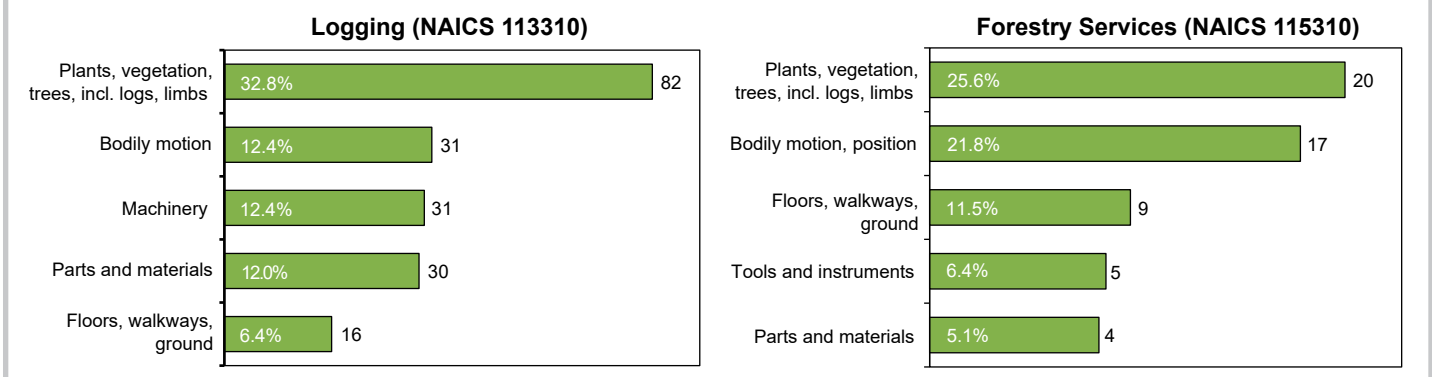 Logging (NAICS 113310)
Plants, vegetation,
trees, incl. logs, limbs
32.8%
82
Bodily motion
12.4%
31
Machinery
12.4%
31
Parts and materials
12.0%
30
Floors, walkways,
ground
6.4%
16
Forestry Services (NAICS 115310)
Plants, vegetation,
trees, incl. logs, limbs
25.6%
20
Bodily motion, position
21.8%
17
Floors, walkways,
ground
11.5%
9
Tools and instruments
6.4%
5
Parts and materials
5.1%
4